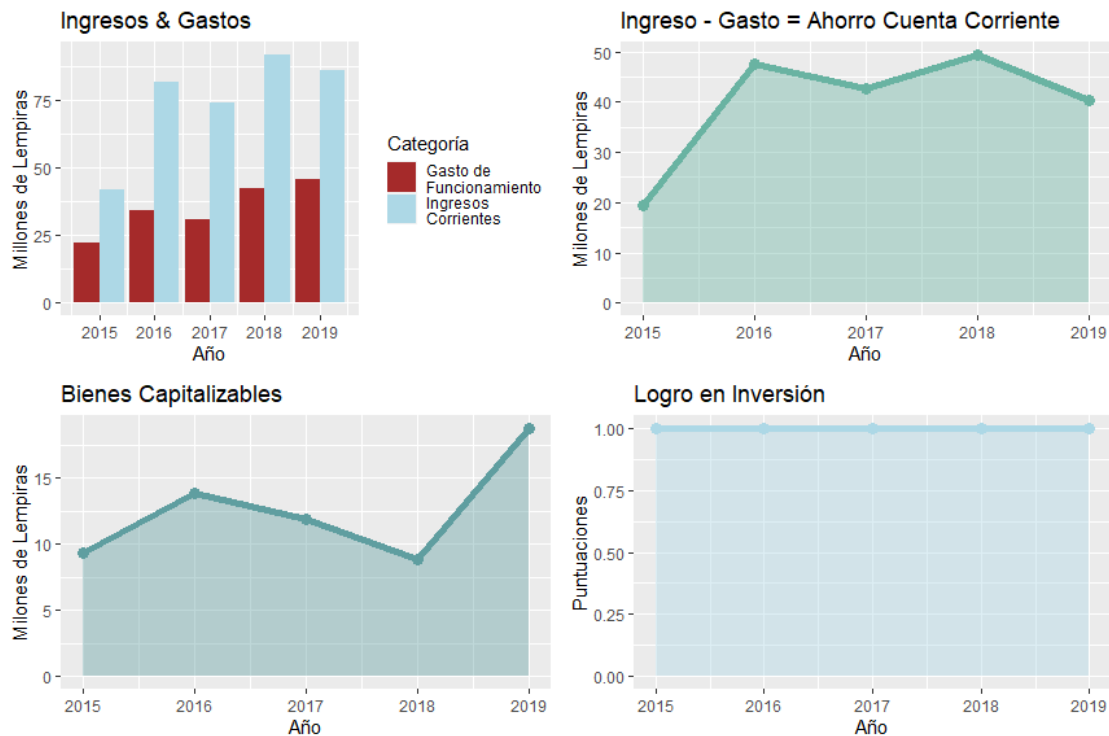 Ingresos & Gastos
Millones de Lempiras
75
50
25
0
2015 2016 2017 2018 2019
Año
Categoría
Gasto de
Funcionamiento
Ingresos
Corrientes
Ingreso - Gasto = Ahorro Cuenta Corriente
Milones de Lempiras
50
40
30
20
10
0
2015 2016 2017 2018 2019
Año
Bienes Capitalizables
Milones de Lempiras
15
10
5
0
2015 2016 2017 2018 2019
Año
Logro en Inversión
Puntuaciones
1.00
0.75
0.50
0.25
0.00
2015 2016 2017 2018 2019
Año